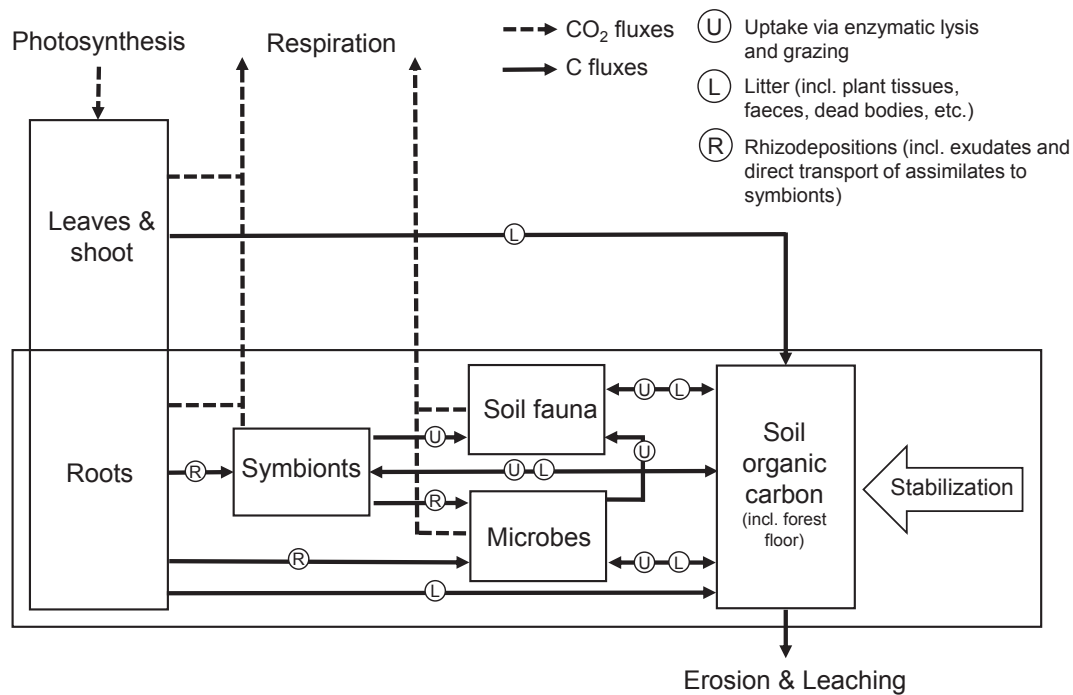 Photosynthesis
Respiration
CO2 fluxes
C fluxes
U Uptake via enzymatic lysis
and grazing
L Litter (incl. plant tissues,
faeces, dead bodies, etc.)
R Rhizodepositions (incl. exudates and
direct transport of assimilates to
symbionts)
Leaves &
shoot
L
Roots
R
Symbionts
U
R
Soil fauna
U L
U
U L
Microbes
R
U L
L
Soil
organic
carbon
(incl. forest
floor)
Stabilization
Erosion & Leaching